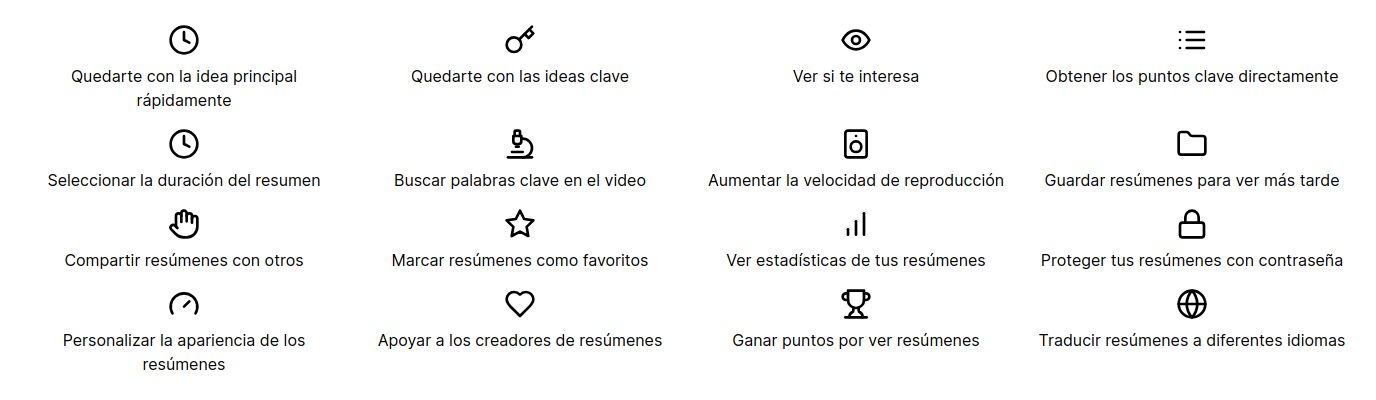 Quedarte con la idea principal
rápidamente
Quedarte con las ideas clave
Ver si te interesa
Obtener los puntos clave directamente
Seleccionar la duración del resumen
Buscar palabras clave en el video
Aumentar la velocidad de reproducción
Guardar resúmenes para ver más tarde
Compartir resúmenes con otros
Marcar resúmenes como favoritos
Ver estadísticas de tus resúmenes
Proteger tus resúmenes con contraseña
Personalizar la apariencia de los
resúmenes
Apoyar a los creadores de resúmenes
Ganar puntos por ver resúmenes
Traducir resúmenes a diferentes idiomas